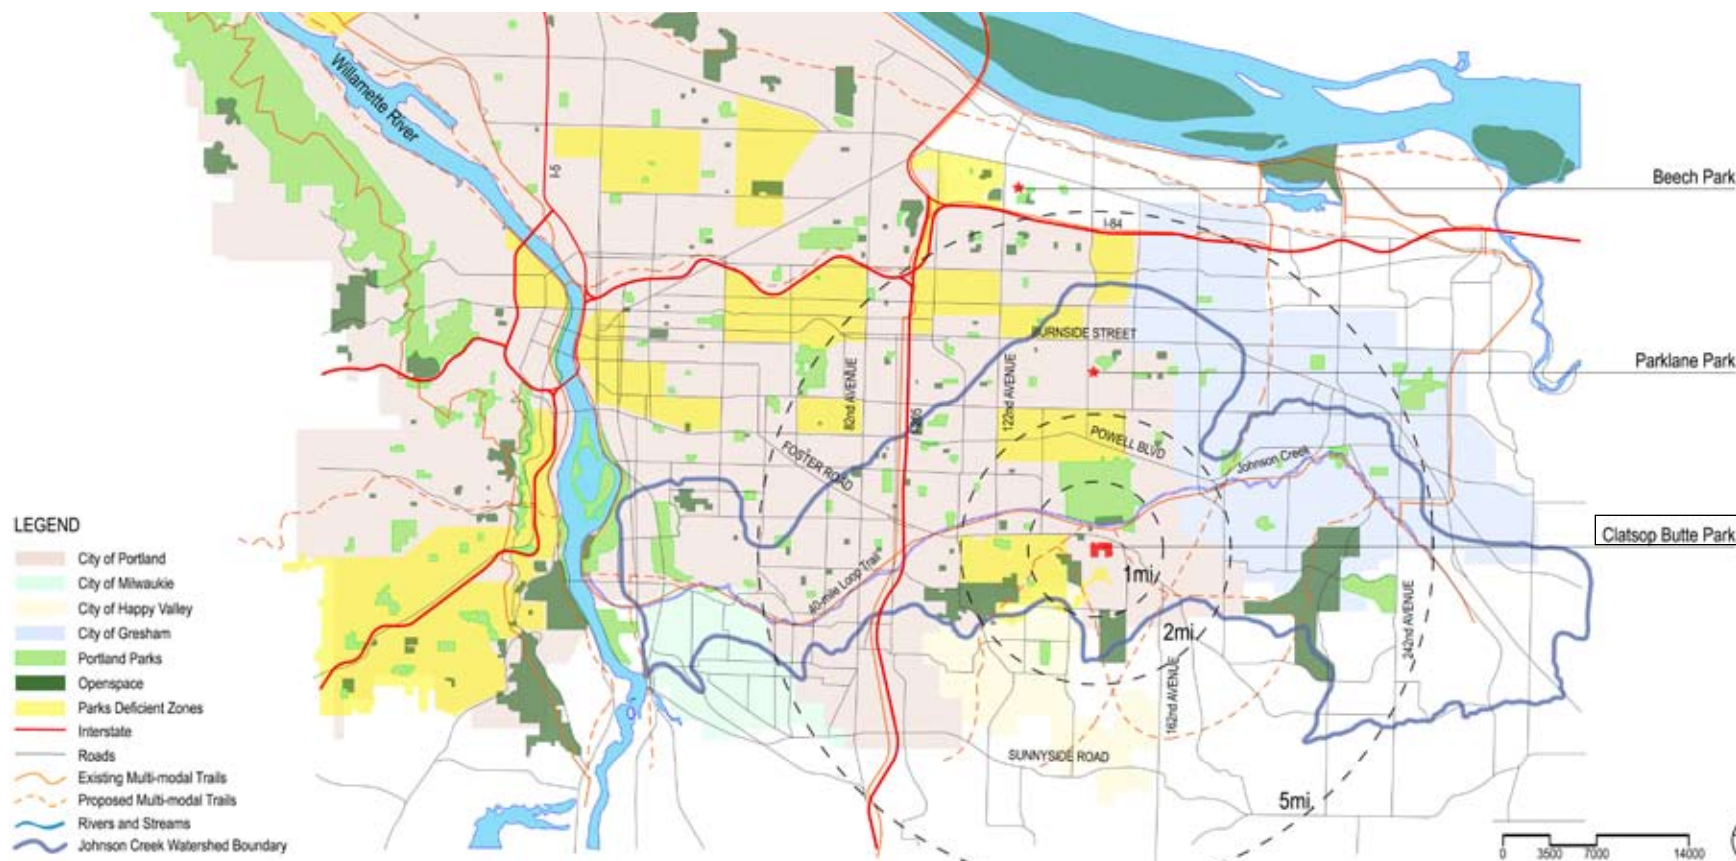 Willamette River
I-5
Beech Park
I-84
BURNSIDE STREET
Parklane Park
82nd AVENUE
122nd AVENUE
FOSTER ROAD
POWELL BLVD
Johnson Creek
LEGEND
City of Portland
City of Milwaukie
City of Happy Valley
City of Gresham
Portland Parks
Openspace
Parks Deficient Zones
Interstate
Roads
Existing Multi-modal Trails
Proposed Multi-modal Trails
Rivers and Streams
Johnson Creek Watershed Boundary
Clatsop Butte Park
40-mile Loop Trail
1mi
2mi
242nd AVENUE
162nd AVENUE
SUNNYSIDE ROAD
5mi
0 3500 7000 14000